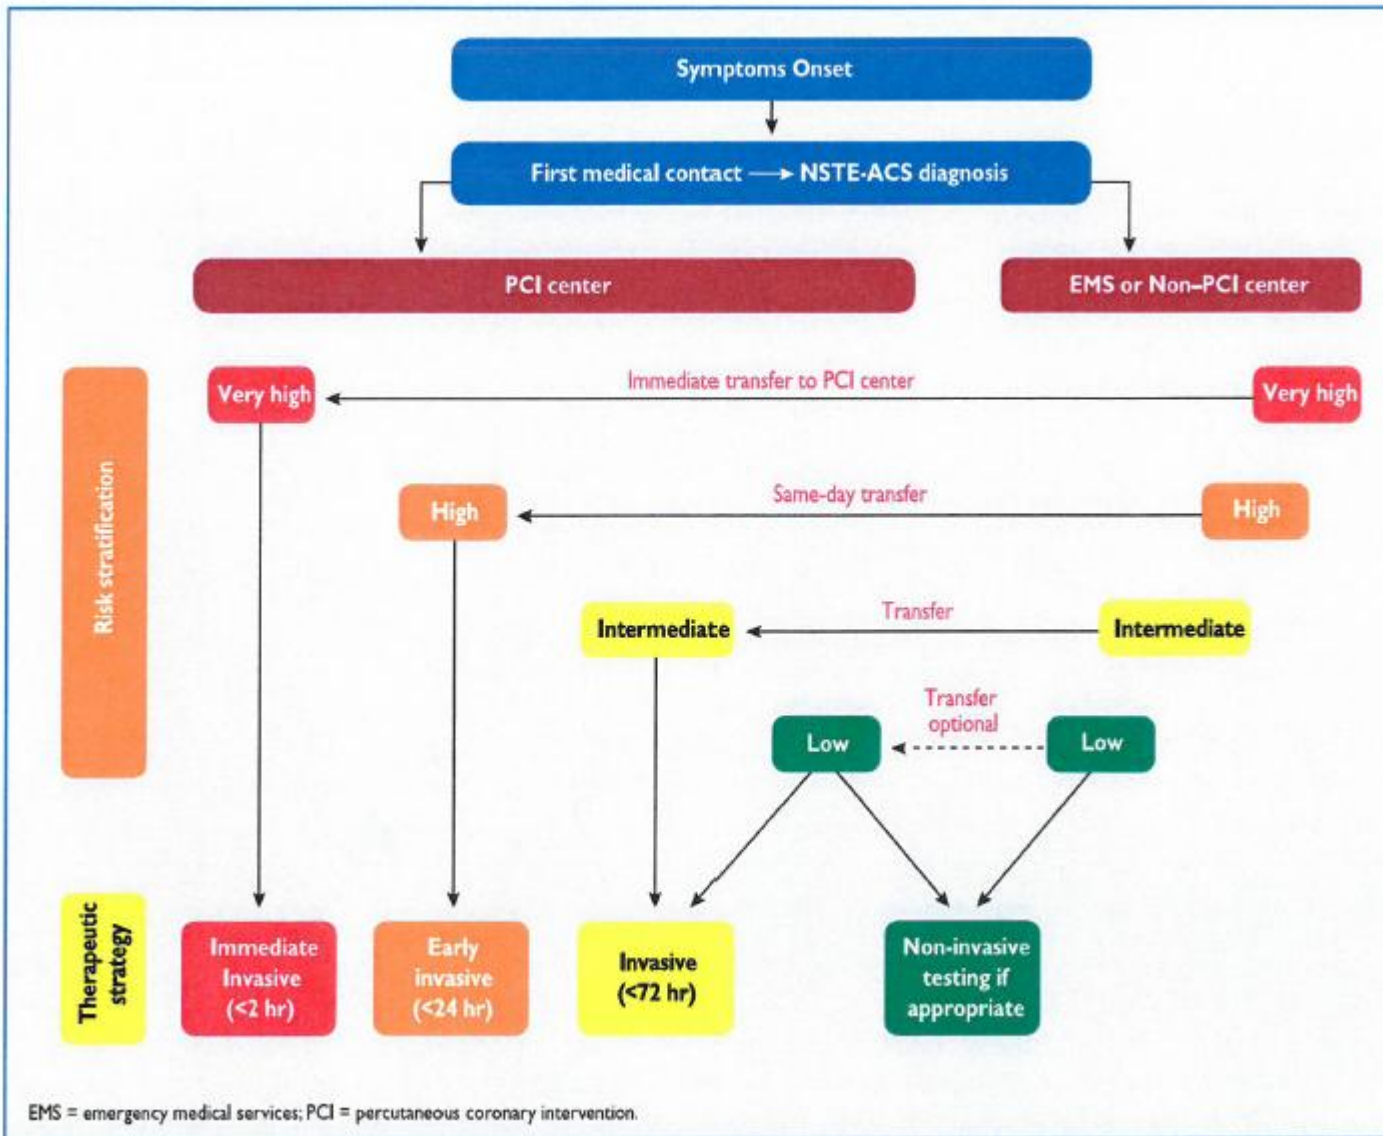 Symptoms Onset
First medical contact → NSTE-ACS diagnosis
PCI center
EMS or Non–PCI center
Risk stratification
Very high
Immediate transfer to PCI center
Very high
High
Same-day transfer
High
Intermediate
Transfer
Intermediate
Low
Transfer
optional
Low
Therapeutic
strategy
Immediate
Invasive
(<2 hr)
Early
invasive
(<24 hr)
Invasive
(<72 hr)
Non-invasive
testing if
appropriate
EMS = emergency medical services; PCI = percutaneous coronary intervention.